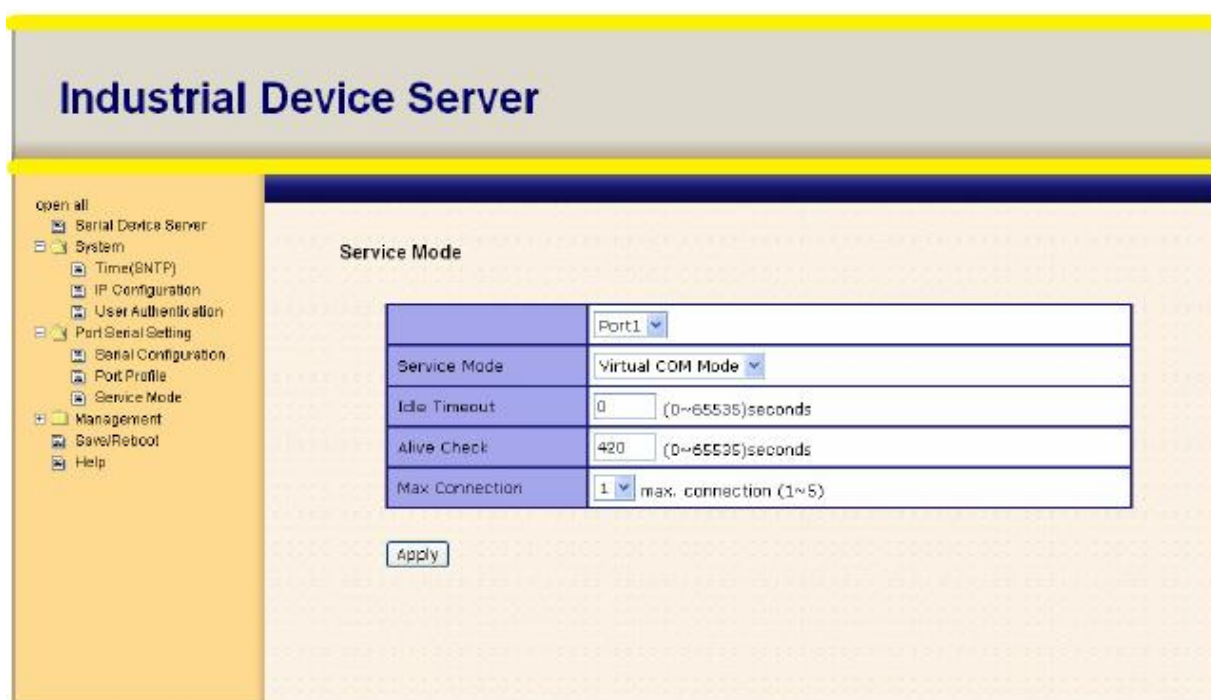 Industrial Device Server
open all
Serial Device Server
System
Time(SNTP)
IP Configuration
User Authentication
Port Serial Setting
Serial Configuration
Port Profile
Service Mode
Management
Save/Reboot
Help
Service Mode
Port1
Service Mode Virtual COM Mode
Idle Timeout 0 (0~65535)seconds
Alive Check 420 (0~65535)seconds
Max Connection 1 max. connection (1~5)
Apply